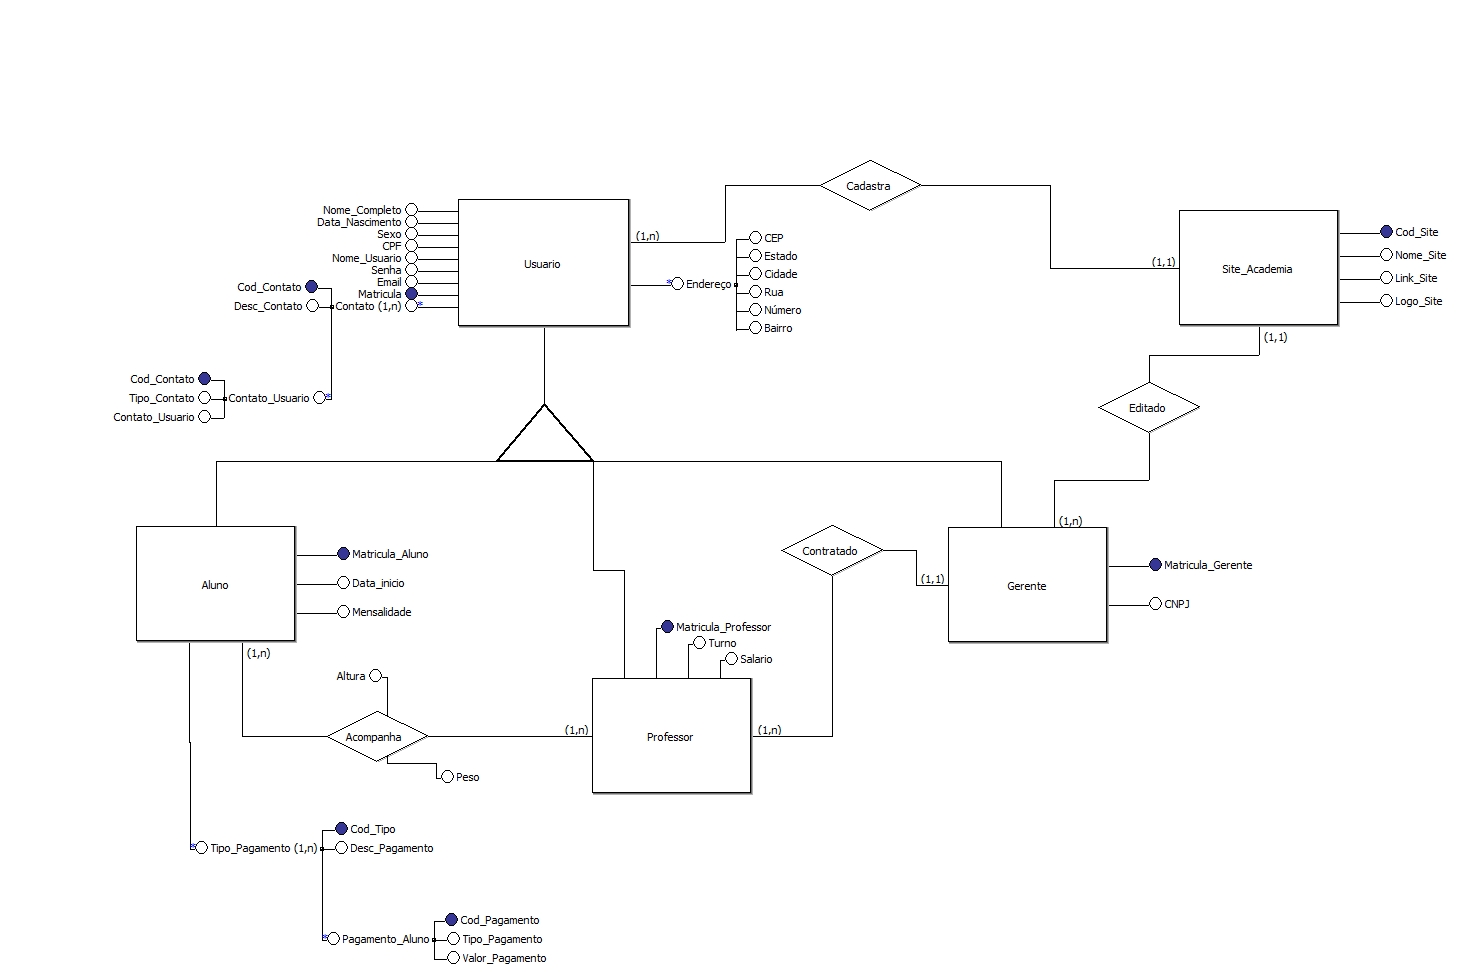 Cadastra
Nome_Completo
Data_Nascimento
Sexo
CPF
Nome_Usuario
Senha
Email
Matricula
Contato (1,n) *
Cod_Contato
Desc_Contato
Cod_Contato
Tipo_Contato
Contato_Usuario
Contato_Usuario *
Usuario
(1,n)
* Endereço
CEP
Estado
Cidade
Rua
Número
Bairro
(1,1)
Site_Academia
Cod_Site
Nome_Site
Link_Site
Logo_Site
(1,1)
Editado
(1,n)
Aluno
Matricula_Aluno
Data_inicio
Mensalidade
(1,n)
Contratado
(1,1)
Gerente
Matricula_Gerente
CNPJ
Matricula_Professor
Turno
Salario
Altura
Acompanha
Peso
(1,n)
Professor
(1,n)
* Tipo_Pagamento (1,n)
Cod_Tipo
Desc_Pagamento
* Pagamento_Aluno
Cod_Pagamento
Tipo_Pagamento
Valor_Pagamento